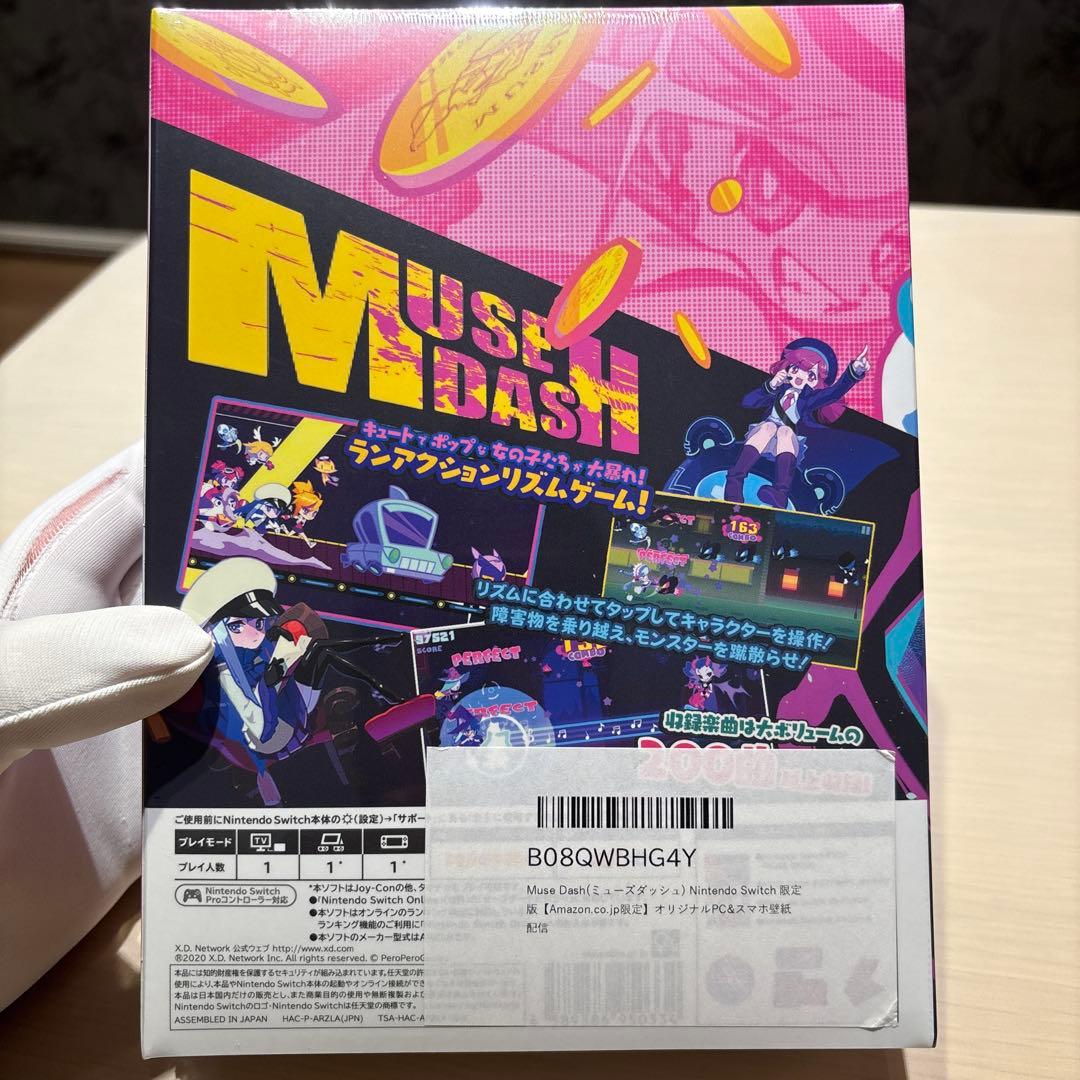 MUSE
DASH
キュートでポップな女の子たちが大暴れ!
ランアクションリズムゲーム!
PERFECT
163
COMBO
PERFECT
リズムに合わせてタップしてキャラクターを操作!
障害物を乗り越え、モンスターを蹴散らせ!
97521
SCORE
PERFECT
COMBO
PERFECT
収録楽曲は大ボリュームの
B08QWBHG4Y
Muse Dash(ミューズダッシュ) Nintendo Switch 限定
版【Amazon.co.jp限定】オリジナルPC&スマホ壁紙
配信
ご使用前にNintendo Switch本体の(設定)→「サポー
プレイモード TV
プレイ人数 1 1* 1*
Nintendo Switch
Proコントローラー対応
*本ソフトはJoy-Conの他、
●「Nintendo Switch Onl
●本ソフトはオンラインのラン
ランキング機能のご利用に「
●本ソフトのメーカー型式はA
X.D. Network 公式ウェブ http://www.xd.com
®2020 X.D. Network Inc. All rights reserved. © PeroPeroG
本品には知的財産権を保護するセキュリティが組み込まれています。任天堂の許
使用により、本品やNintendo Switch本体の起動やオンライン接続ができ
本品は日本国内だけの販売とし、また商業目的の使用や無断複製およ
Nintendo Switchのロゴ・Nintendo Switchは任天堂の商標です。
ASSEMBLED IN JAPAN HAC-P-ARZLA(JPN) TSA-HAC-A